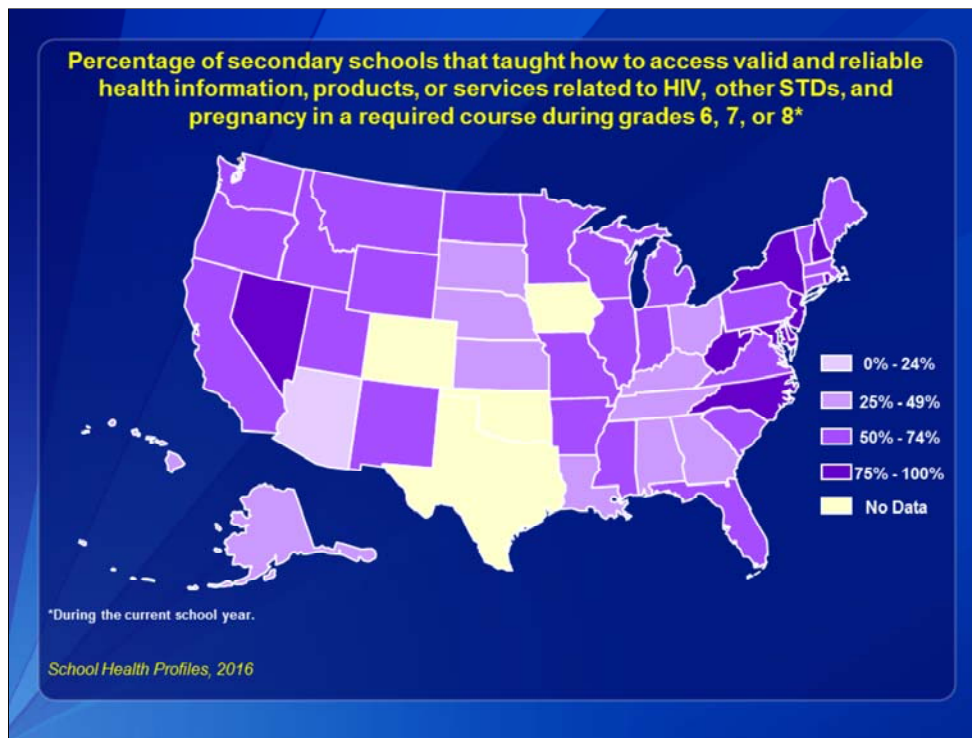 Percentage of secondary schools that taught how to access valid and reliable
health information, products, or services related to HIV, other STDs, and
pregnancy in a required course during grades 6, 7, or 8*
0% - 24%
25% - 49%
50% - 74%
75% - 100%
No Data
*During the current school year.
School Health Profiles, 2016